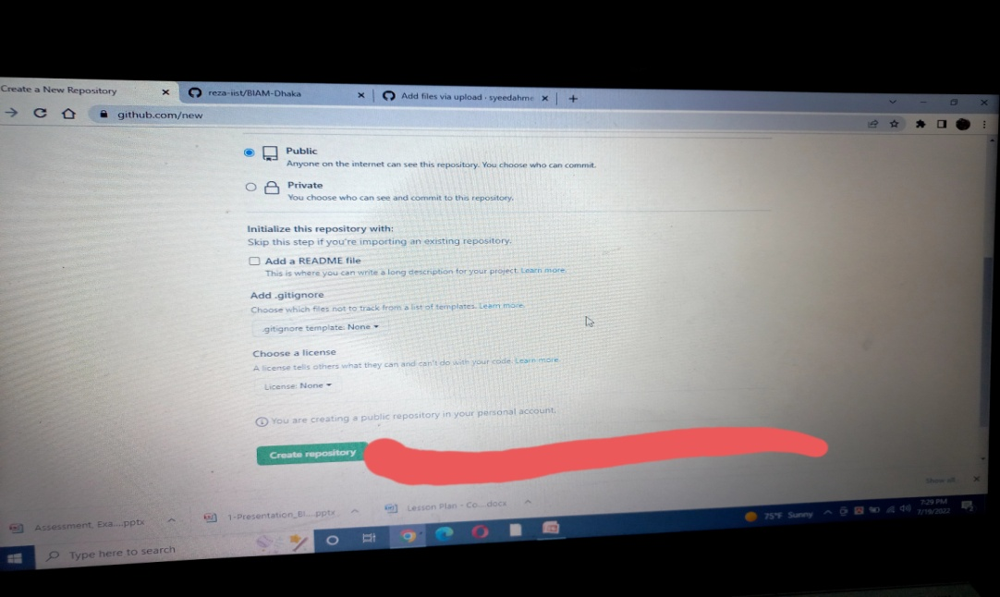 Create a New Repository
reza-iist/BIAM-Dhaka
Add files via upload · syeedahme
github.com/new
Public
Anyone on the internet can see this repository. You choose who can commit.
Private
You choose who can see and commit to this repository.
Initialize this repository with:
Skip this step if you're importing an existing repository.
Add a README file
This is where you can write a long description for your project. Learn more.
Add .gitignore
Choose which files not to track from a list of templates. Learn more.
.gitignore template: None
Choose a license
A license tells others what they can and can't do with your code. Learn more.
License: None
You are creating a public repository in your personal account.
Create repository
Show all
Assessment, Exa....pptx
1-Presentation_BI....pptx
Lesson Plan - Co...docx
Type here to search
75°F Sunny
7:29 PM
7/19/2022